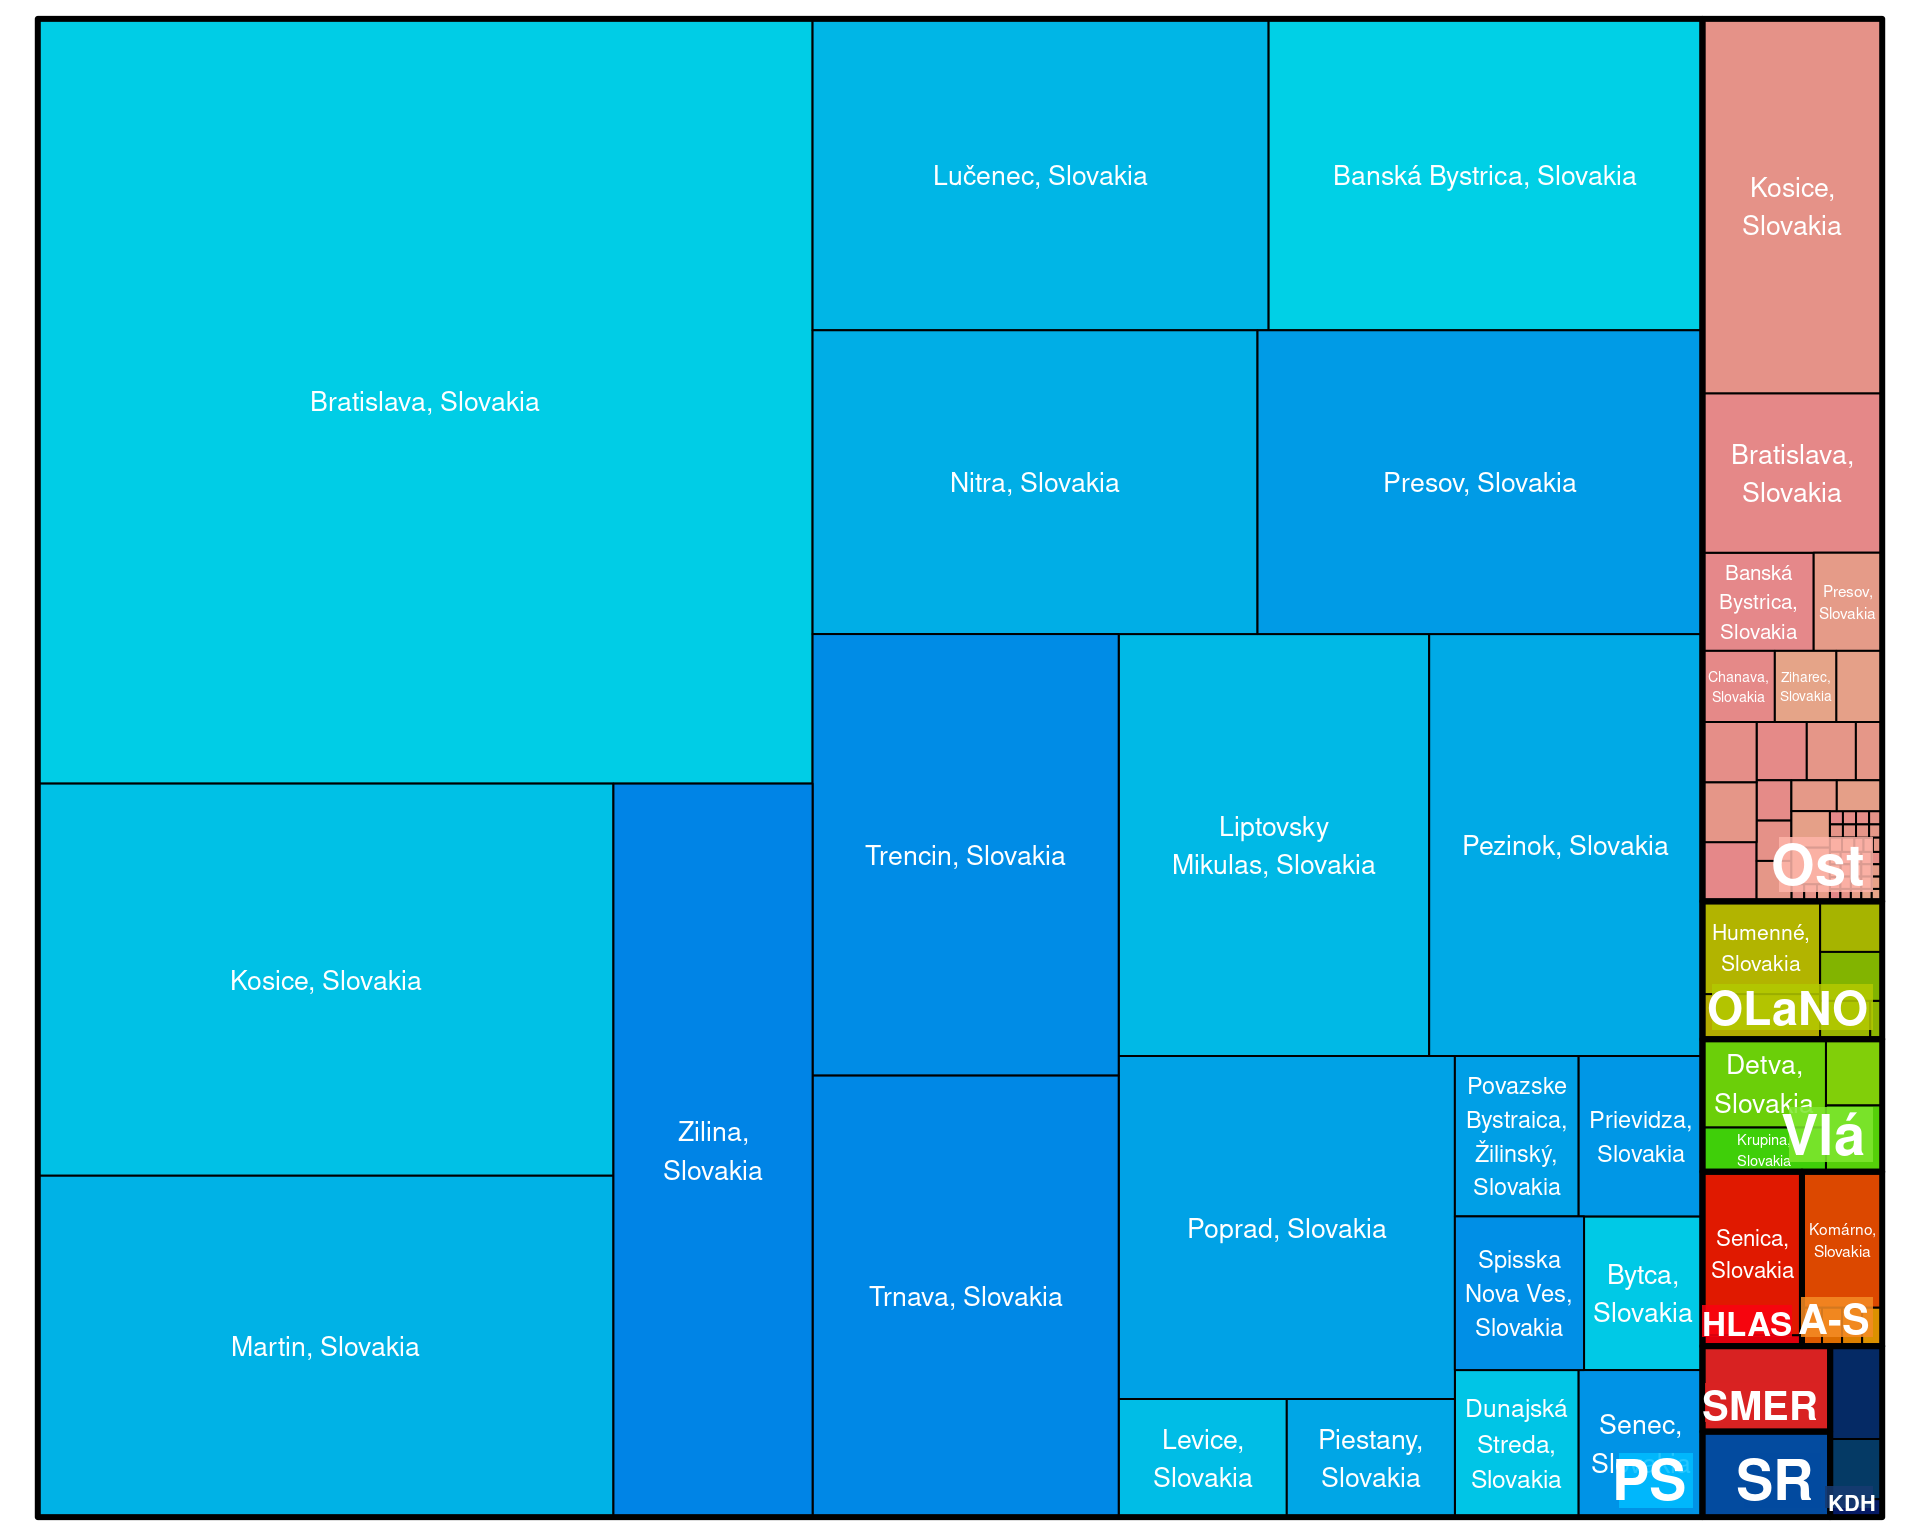 Bratislava, Slovakia
Lučenec, Slovakia
Banská Bystrica, Slovakia
Nitra, Slovakia
Presov, Slovakia
Kosice, Slovakia
Martin, Slovakia
Zilina,
Slovakia
Trencin, Slovakia
Trnava, Slovakia
Liptovsky
Mikulas, Slovakia
Pezinok, Slovakia
Poprad, Slovakia
Levice,
Slovakia
Piestany,
Slovakia
Povazske
Bystraica,
Žilinský,
Slovakia
Prievidza,
Slovakia
Spisska
Nova Ves,
Slovakia
Bytca,
Slovakia
Dunajská
Streda,
Slovakia
Senec,
PS
Kosice,
Slovakia
Bratislava,
Slovakia
Banská
Bystrica,
Slovakia
Presov,
Slovakia
Chanava,
Slovakia
Zlharec,
Slovakia
Ost
Humenné,
Slovakia
OLaNO
Detva,
Slovakia
Krupina,
Slovakia
Vlá
Senica,
Slovakia
HLAS
Komárno,
Slovakia
A-S
SMER
SR
KDH